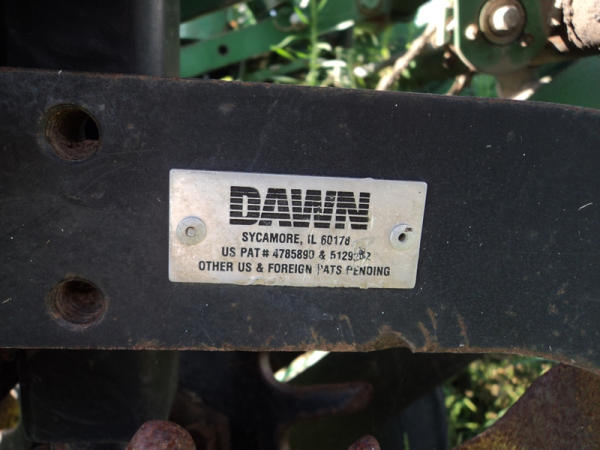 DAWN
SYCAMORE, IL 60178
US PAT# 4785890 &
OTHER US & FOREIGN PATS PENDING